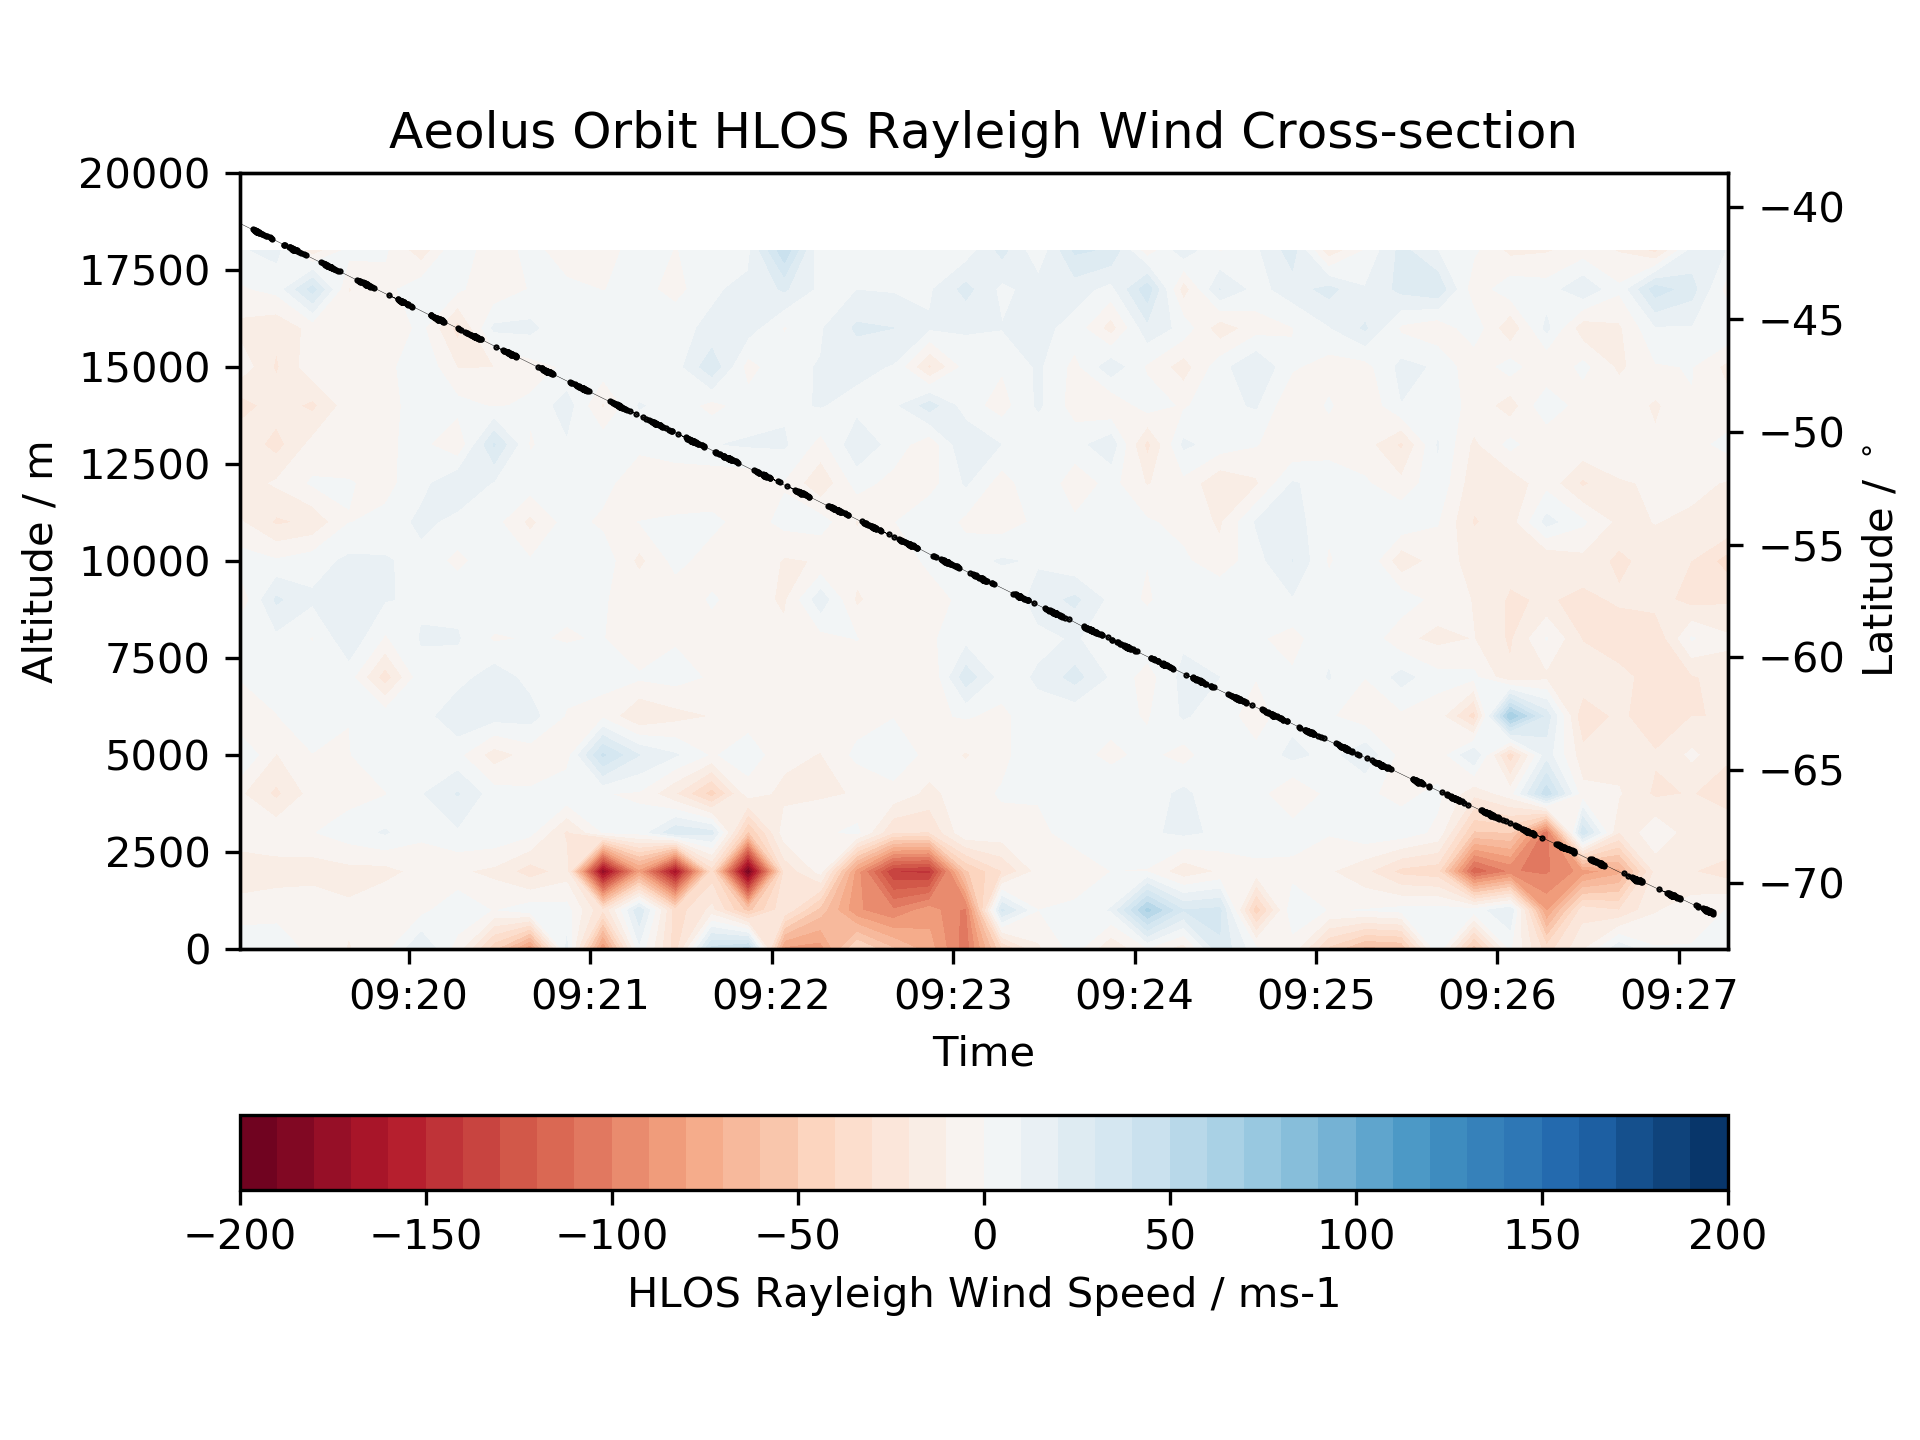 Aeolus Orbit HLOS Rayleigh Wind Cross-section
20000
17500
15000
12500
10000
7500
5000
2500
0
Altitude / m
−40
−45
−50
−55
−60
−65
−70
Latitude / °
09:20 09:21 09:22 09:23 09:24 09:25 09:26 09:27
Time
−200 −150 −100 −50 0 50 100 150 200
HLOS Rayleigh Wind Speed / ms-1